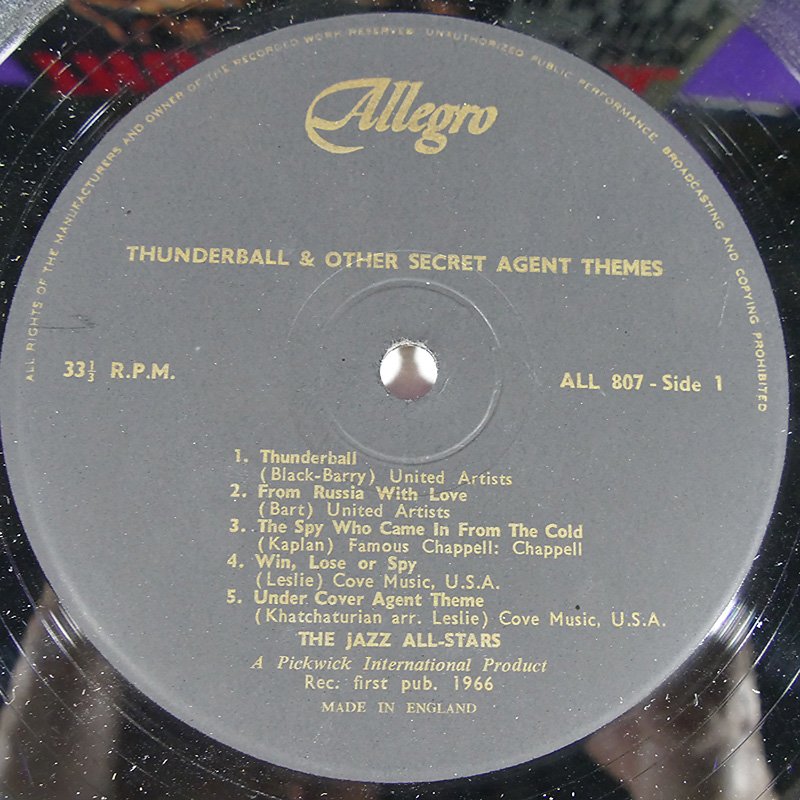 ALL RIGHTS OF THE MANUFACTURERS AND OWNER OF THE RECORDED WORK RESERVED. UNAUTHORIZED PUBLIC PERFORMANCE, BROADCASTING AND COPYING PROHIBITED
Allegro
THUNDERBALL & OTHER SECRET AGENT THEMES
33⅓ R.P.M.
ALL 807 - Side 1
1. Thunderball
(Black-Barry) United Artists
2. From Russia With Love
(Bart) United Artists
3. The Spy Who Came In From The Cold
(Kaplan) Famous Chappell: Chappell
4. Win, Lose or Spy
(Leslie) Cove Music, U.S.A.
5. Under Cover Agent Theme
(Khatchaturian arr. Leslie) Cove Music, U.S.A.
THE JAZZ ALL-STARS
A Pickwick International Product
Rec. first pub. 1966
MADE IN ENGLAND